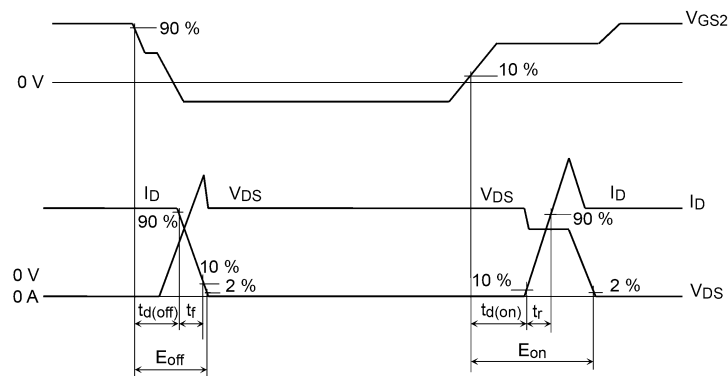 V_GS2
90 %
0 V
10 %
I_D
V_DS
V_DS
I_D
I_D
90 %
90 %
0 V
10 %
0 A
2 %
10 %
2 %
V_DS
t_d(off)
t_f
t_d(on)
t_r
E_off
E_on